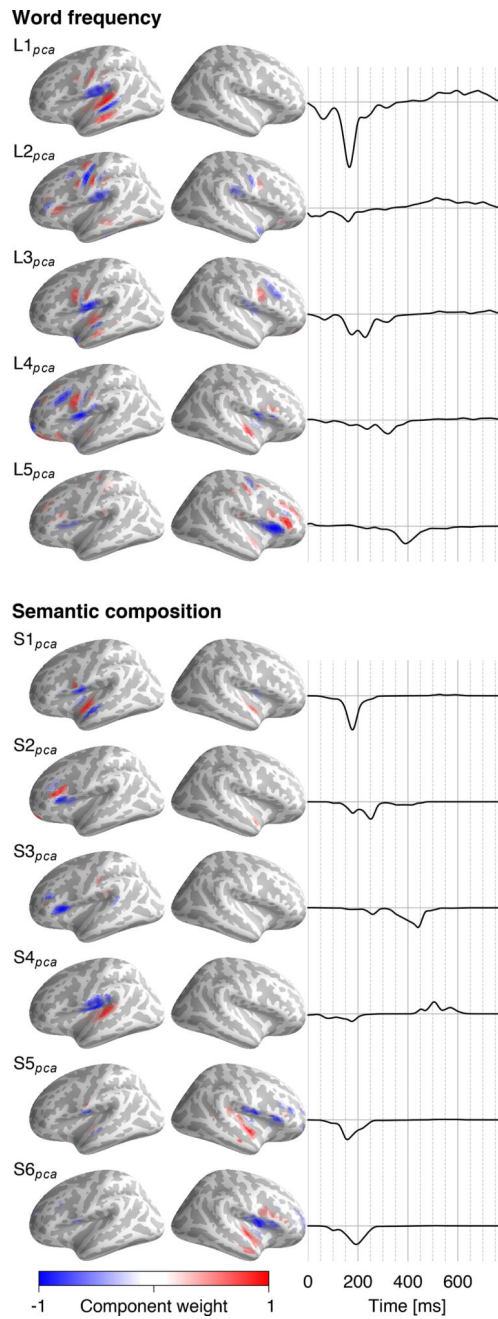 Word frequency
L1pca
L2pca
L3pca
L4pca
L5pca
Semantic composition
S1pca
S2pca
S3pca
S4pca
S5pca
S6pca
0 200 400 600
-1 Component weight 1 Time [ms]